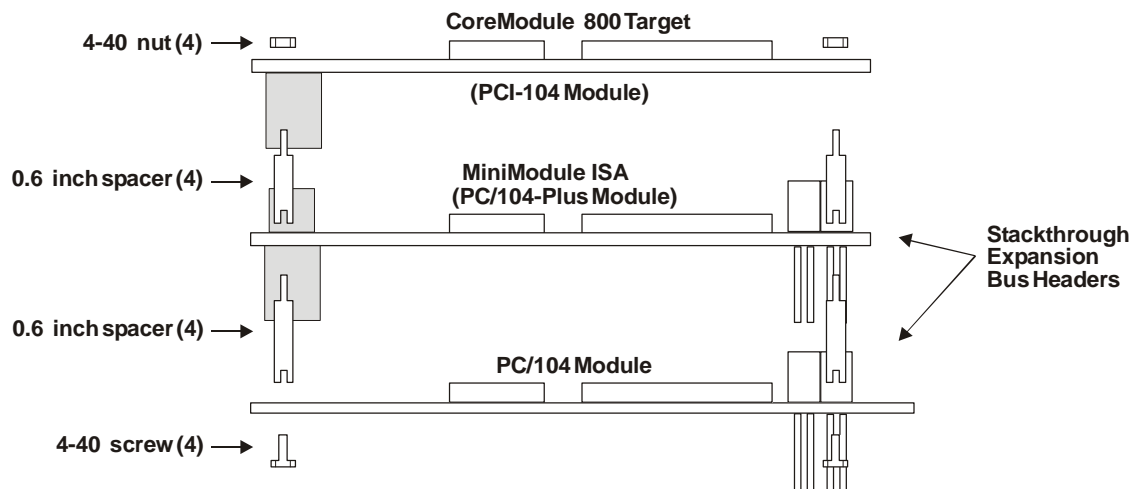 CoreModule 800 Target
4-40 nut (4)
(PCI-104 Module)
0.6 inch spacer (4)
MiniModule ISA
(PC/104-Plus Module)
Stackthrough
Expansion
Bus Headers
0.6 inch spacer (4)
PC/104 Module
4-40 screw (4)